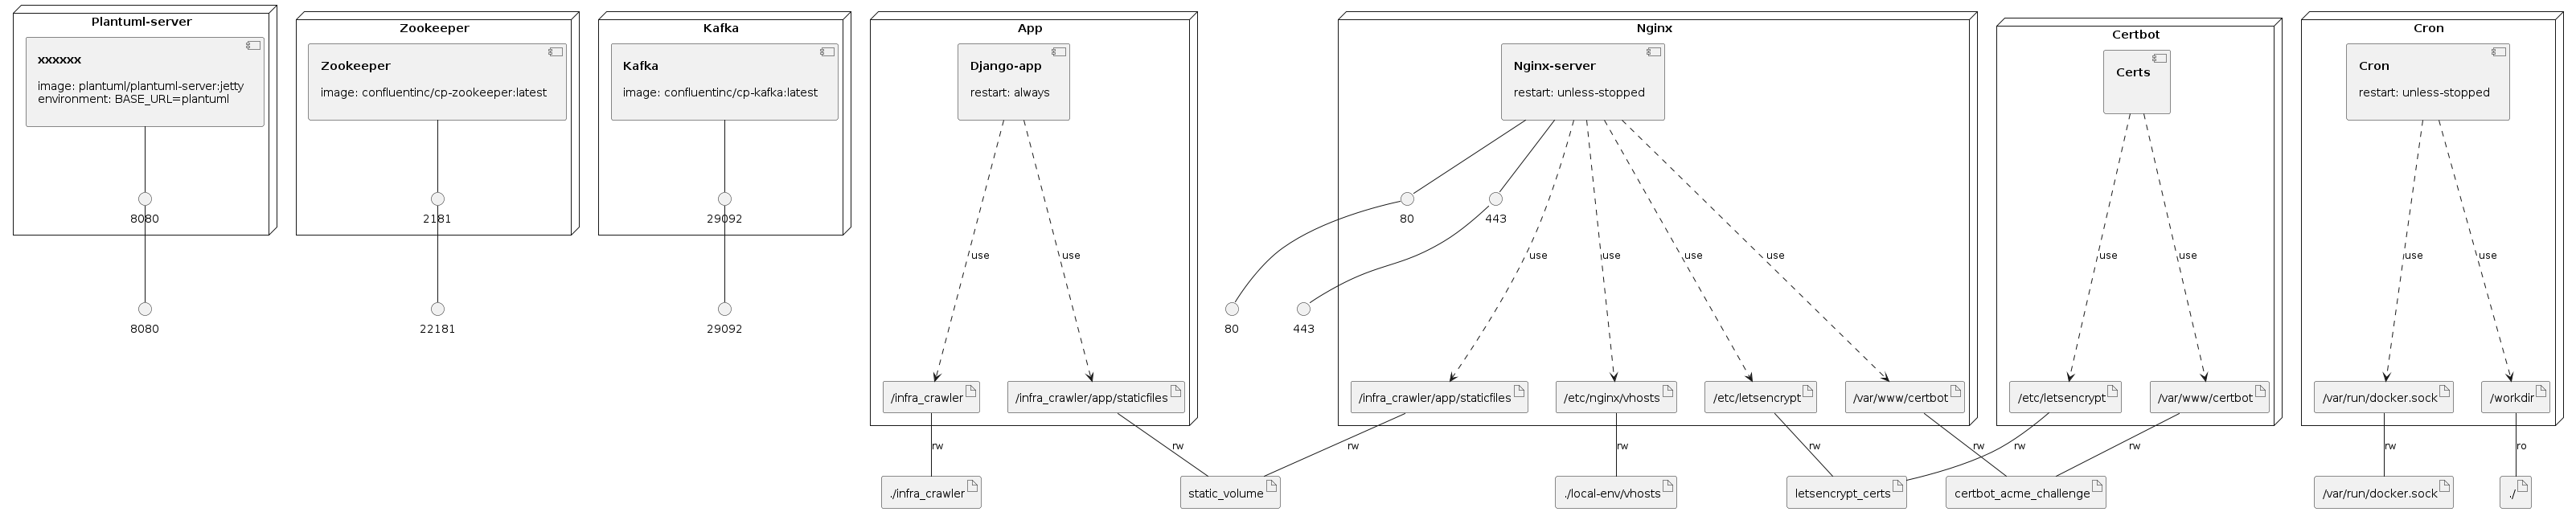 Plantuml-server
xxxxxx
image: plantuml/plantuml-server:jetty
environment: BASE_URL=plantuml
8080
8080
Zookeeper
Zookeeper
image: confluentinc/cp-zookeeper:latest
2181
22181
Kafka
Kafka
image: confluentinc/cp-kafka:latest
29092
29092
App
Django-app
restart: always
use
use
/infra_crawler
/infra_crawler/app/staticfiles
rw
rw
./infra_crawler
static_volume
Nginx
Nginx-server
restart: unless-stopped
80
443
80
443
use
use
use
use
/infra_crawler/app/staticfiles
/etc/nginx/vhosts
/etc/letsencrypt
/var/www/certbot
rw
rw
rw
rw
./local-env/vhosts
letsencrypt_certs
certbot_acme_challenge
Certbot
Certs
use
use
/etc/letsencrypt
/var/www/certbot
rw
rw
Cron
Cron
restart: unless-stopped
use
use
/var/run/docker.sock
/workdir
rw
ro
/var/run/docker.sock
./